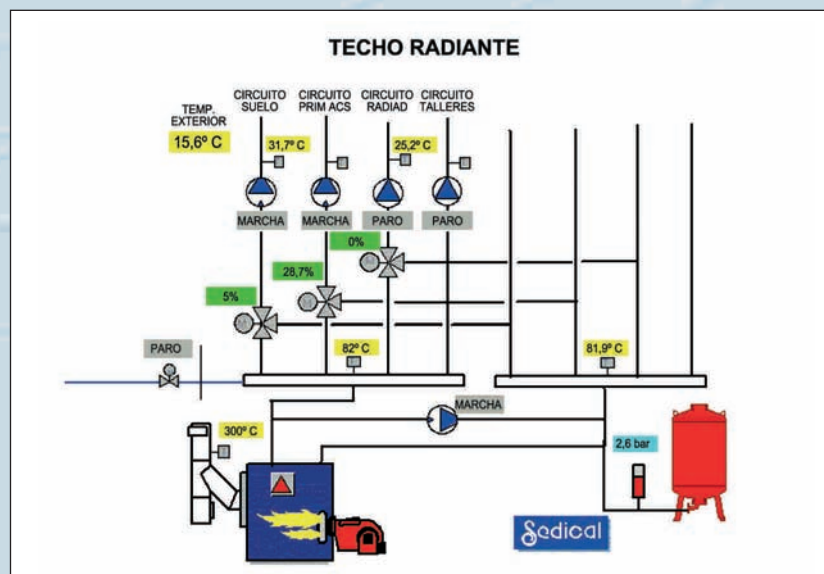 TECHO RADIANTE
TEMP.
EXTERIOR
15,6º C
CIRCUITO
SUELO
CIRCUITO
PRIM ACS
CIRCUITO
RADIAD
CIRCUITO
TALLERES
31,7º C
25,2º C
MARCHA
MARCHA
PARO
PARO
0%
28,7%
5%
PARO
82º C
81,9º C
MARCHA
300º C
2,6 bar
Sedical